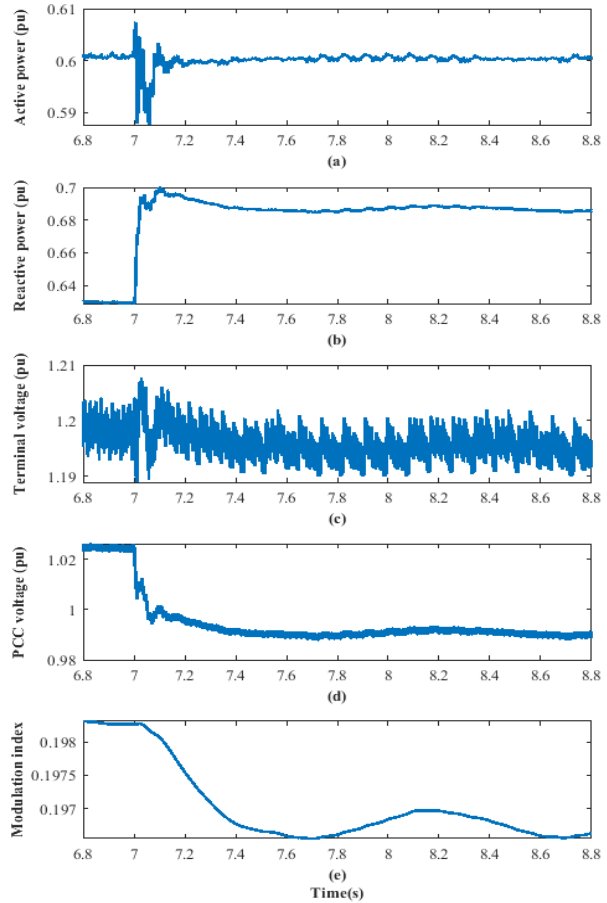 0.61
0.6
0.59
Active power (pu)
6.8 7 7.2 7.4 7.6 7.8 8 8.2 8.4 8.6 8.8
(a)
0.7
0.68
0.66
0.64
Reactive power (pu)
6.8 7 7.2 7.4 7.6 7.8 8 8.2 8.4 8.6 8.8
(b)
1.21
1.2
1.19
Terminal voltage (pu)
6.8 7 7.2 7.4 7.6 7.8 8 8.2 8.4 8.6 8.8
(c)
1.02
1
0.98
PCC voltage (pu)
6.8 7 7.2 7.4 7.6 7.8 8 8.2 8.4 8.6 8.8
(d)
0.198
0.1975
0.197
Modulation index
6.8 7 7.2 7.4 7.6 7.8 8 8.2 8.4 8.6 8.8
(e)
Time(s)